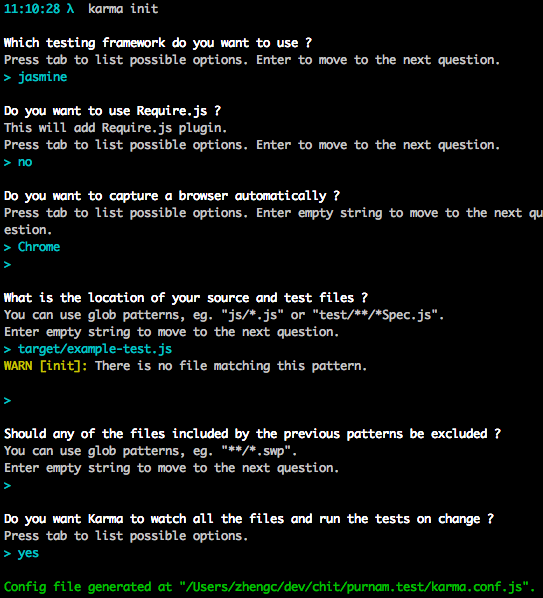 11:10:28 λ  karma init
Which testing framework do you want to use ?
Press tab to list possible options. Enter to move to the next question.
> jasmine
Do you want to use Require.js ?
This will add Require.js plugin.
Press tab to list possible options. Enter to move to the next question.
> no
Do you want to capture a browser automatically ?
Press tab to list possible options. Enter empty string to move to the next qu
estion.
> Chrome
>
What is the location of your source and test files ?
You can use glob patterns, eg. "js/*.js" or "test/**/*Spec.js".
Enter empty string to move to the next question.
> target/example-test.js
WARN [init]: There is no file matching this pattern.
>
Should any of the files included by the previous patterns be excluded ?
You can use glob patterns, eg. "**/*.swp".
Enter empty string to move to the next question.
>
Do you want Karma to watch all the files and run the tests on change ?
Press tab to list possible options.
> yes
Config file generated at "/Users/zhengc/dev/chit/purnam.test/karma.conf.js".